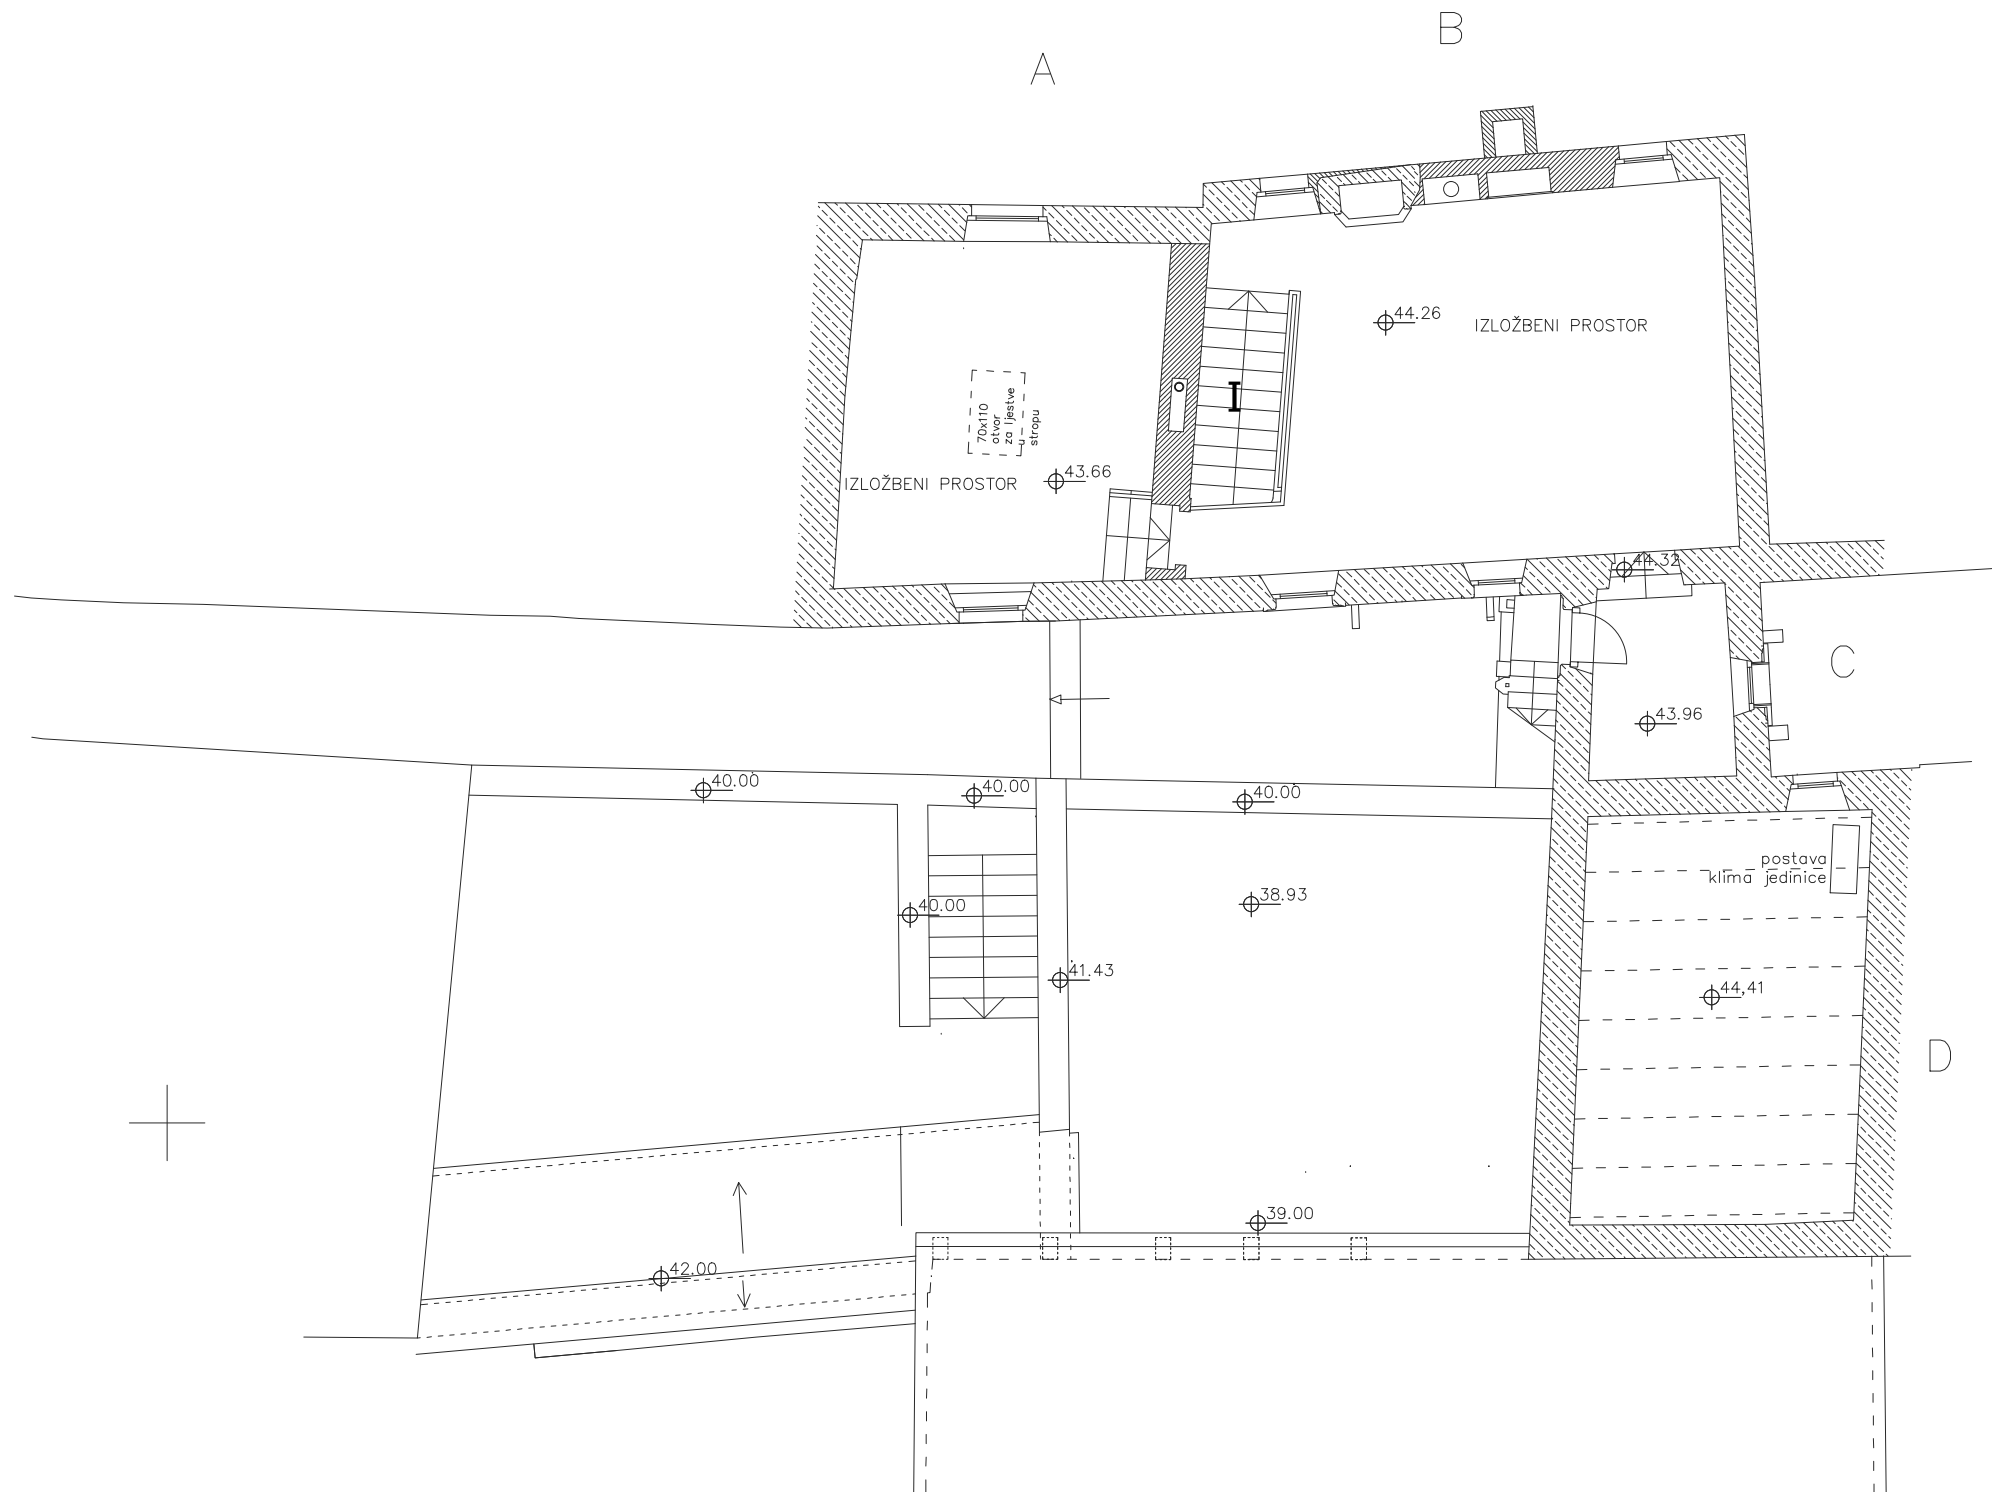 B
A
44.26
IZLOŽBENI PROSTOR
I
70x110
otvor
za ljestve
u
stropu
43.66
IZLOŽBENI PROSTOR
44.32
C
43.96
40.00
40.00
40.00
postava
klima jedinice
38.93
40.00
41.43
44,41
D
39.00
42.00